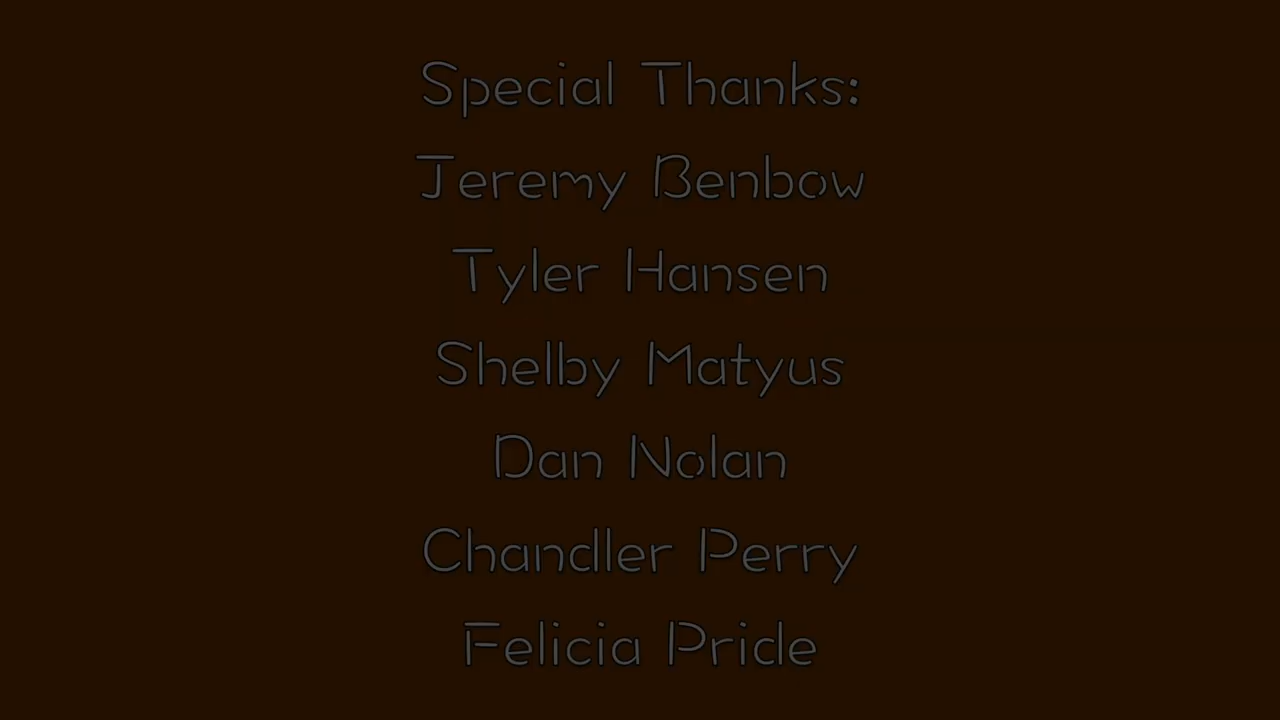 Special Thanks:
Jeremy Benbow
Tyler Hansen
Shelby Matyus
Dan Nolan
Chandler Perry
Felicia Pride